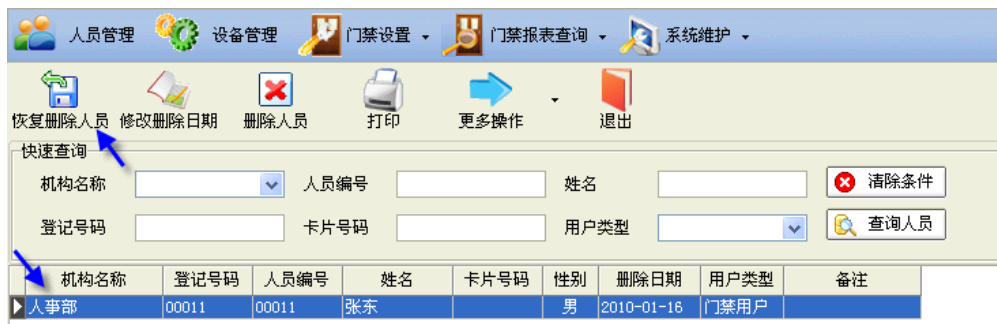 人员管理 设备管理 门禁设置 门禁报表查询 系统维护
恢复删除人员 修改删除日期 删除人员 打印 更多操作 退出
快速查询
机构名称 人员编号 姓名 清除条件
登记号码 卡片号码 用户类型 查询人员
机构名称 登记号码 人员编号 姓名 卡片号码 性别 删除日期 用户类型 备注
人事部 00011 00011 张东 男 2010-01-16 门禁用户